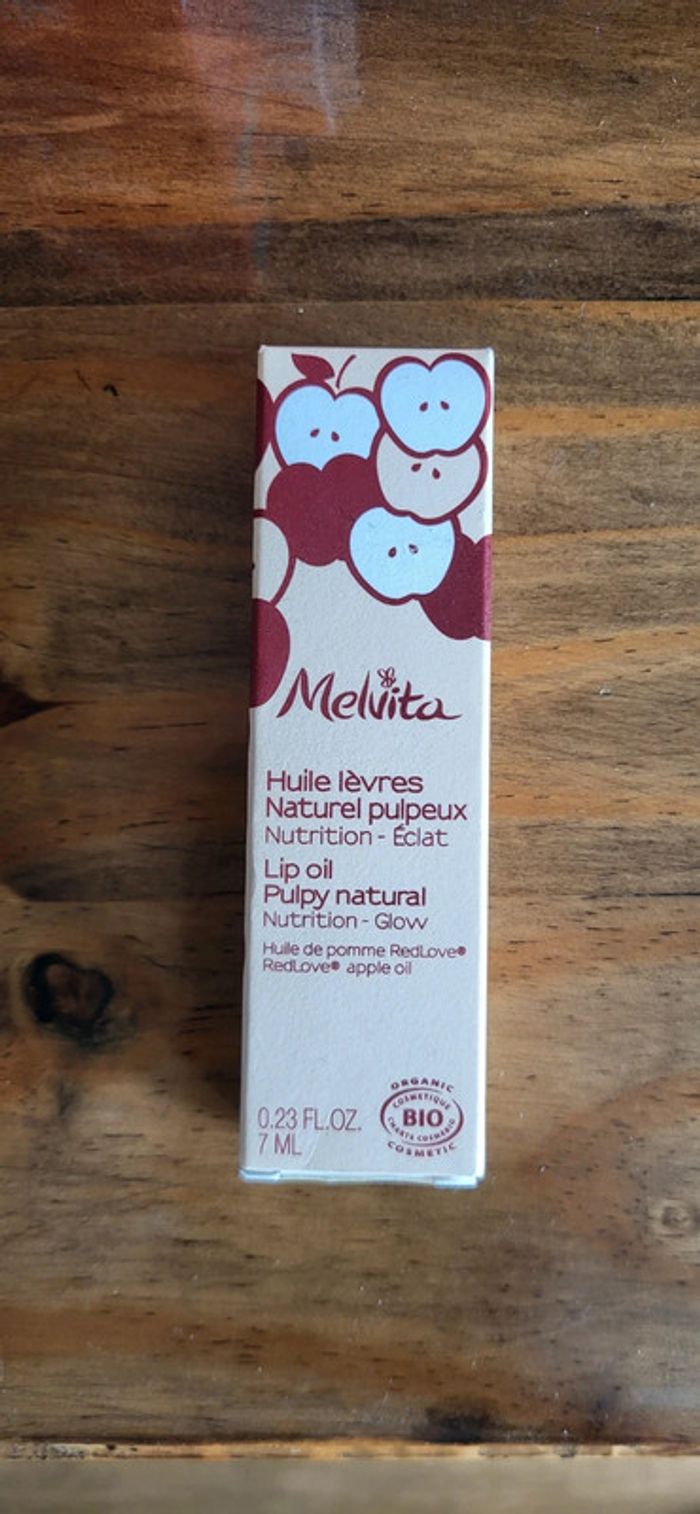 Melvita
Huile lèvres
Naturel pulpeux
Nutrition - Éclat
Lip oil
Pulpy natural
Nutrition - Glow
Huile de pomme RedLove®
RedLove® apple oil
0.23 FL.OZ.
7 ML
ORGANIC
COSMETIQUE
BIO
CHARTE COSMEBIO
COSMETIC